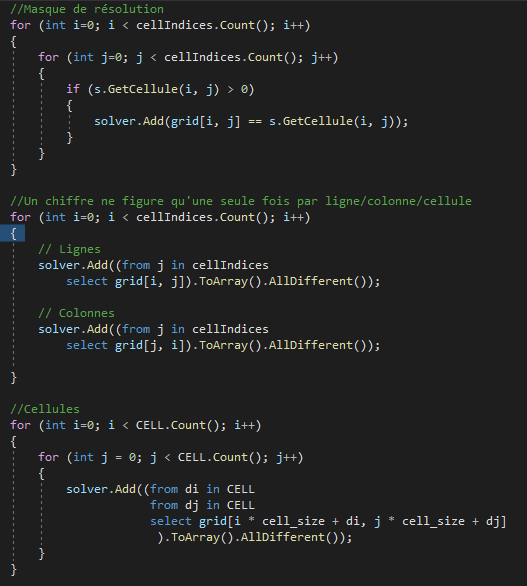 //Masque de résolution
for (int i=0; i < cellIndices.Count(); i++)
{
    for (int j=0; j < cellIndices.Count(); j++)
    {
        if (s.GetCellule(i, j) > 0)
        {
            solver.Add(grid[i, j] == s.GetCellule(i, j));
        }
    }
}
//Un chiffre ne figure qu'une seule fois par ligne/colonne/cellule
for (int i=0; i < cellIndices.Count(); i++)
{
    // Lignes
    solver.Add((from j in cellIndices
        select grid[i, j]).ToArray().AllDifferent());
    // Colonnes
    solver.Add((from j in cellIndices
        select grid[j, i]).ToArray().AllDifferent());
}
//Cellules
for (int i=0; i < CELL.Count(); i++)
{
    for (int j = 0; j < CELL.Count(); j++)
    {
        solver.Add((from di in CELL
                    from dj in CELL
                    select grid[i * cell_size + di, j * cell_size + dj]
                     ).ToArray().AllDifferent());
    }
}